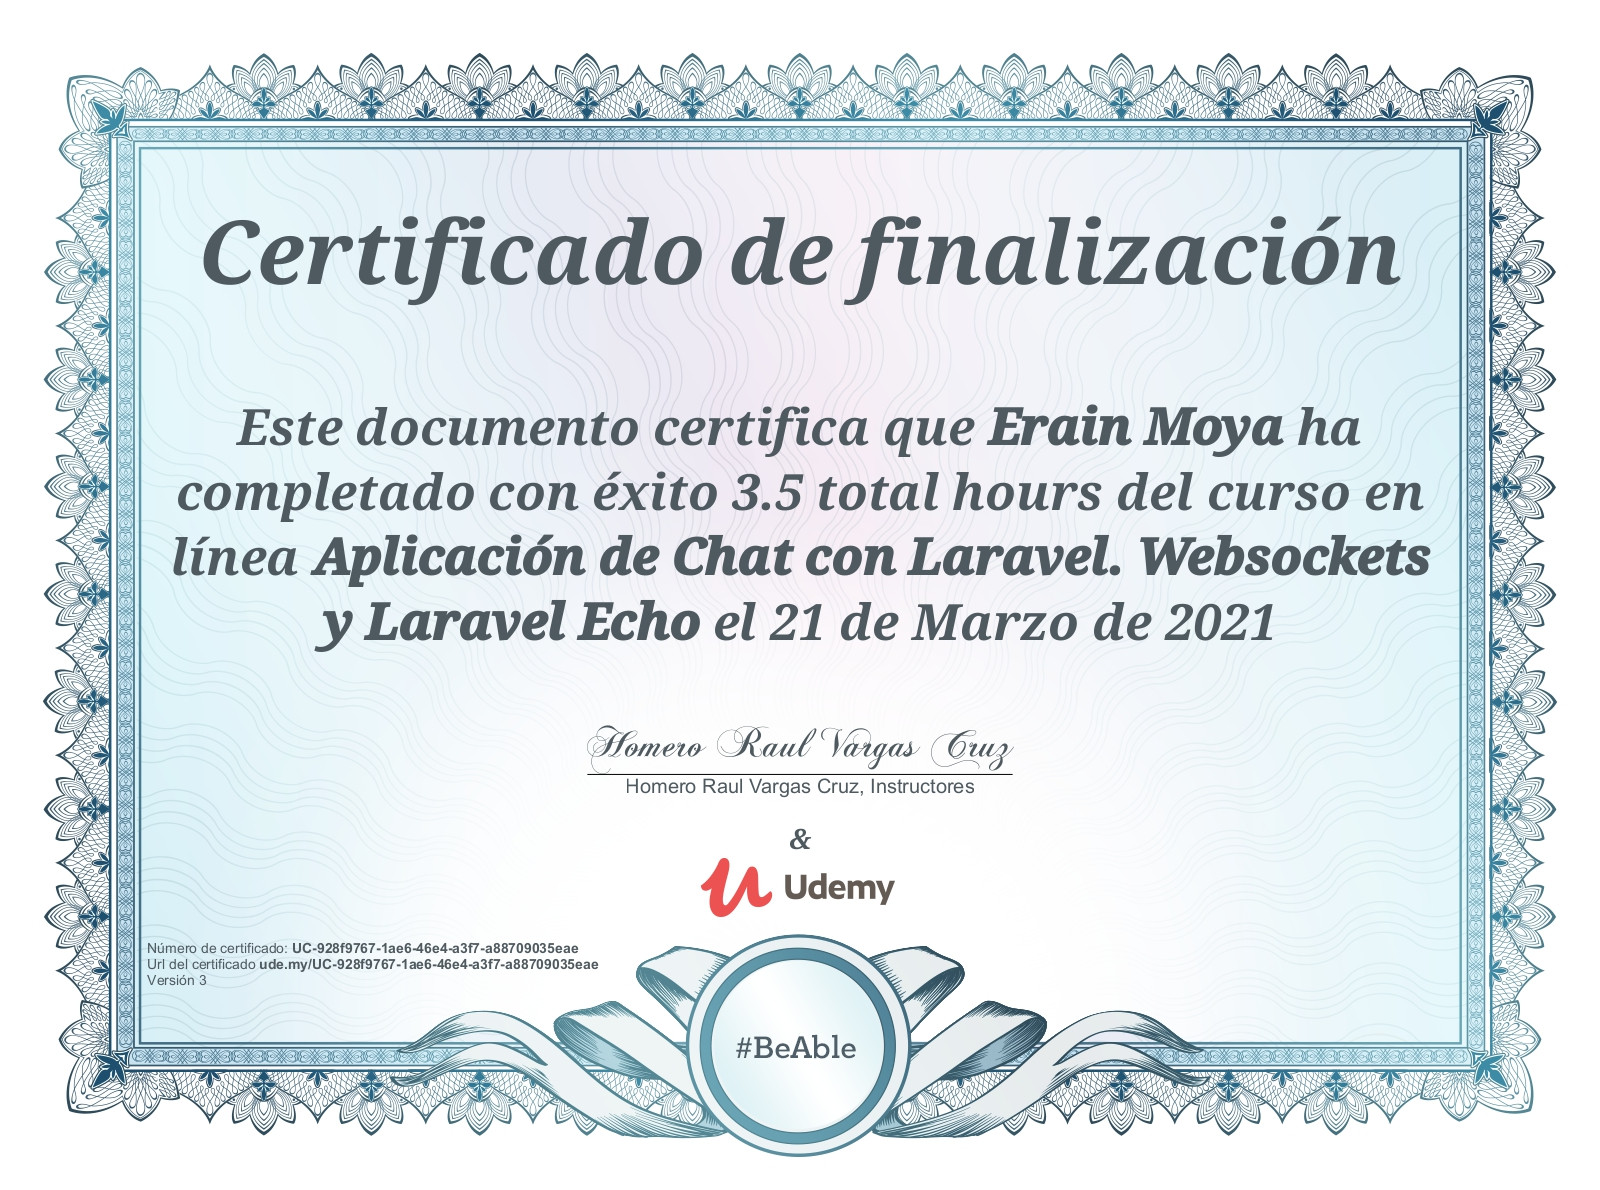 Certificado de finalización
Este documento certifica que Erain Moya ha
completado con éxito 3.5 total hours del curso en
línea Aplicación de Chat con Laravel. Websockets
y Laravel Echo el 21 de Marzo de 2021
Homero Raul Vargas Cruz
Homero Raul Vargas Cruz, Instructores
&
Udemy
Número de certificado: UC-928f9767-1ae6-46e4-a3f7-a88709035eae
Url del certificado ude.my/UC-928f9767-1ae6-46e4-a3f7-a88709035eae
Versión 3
#BeAble